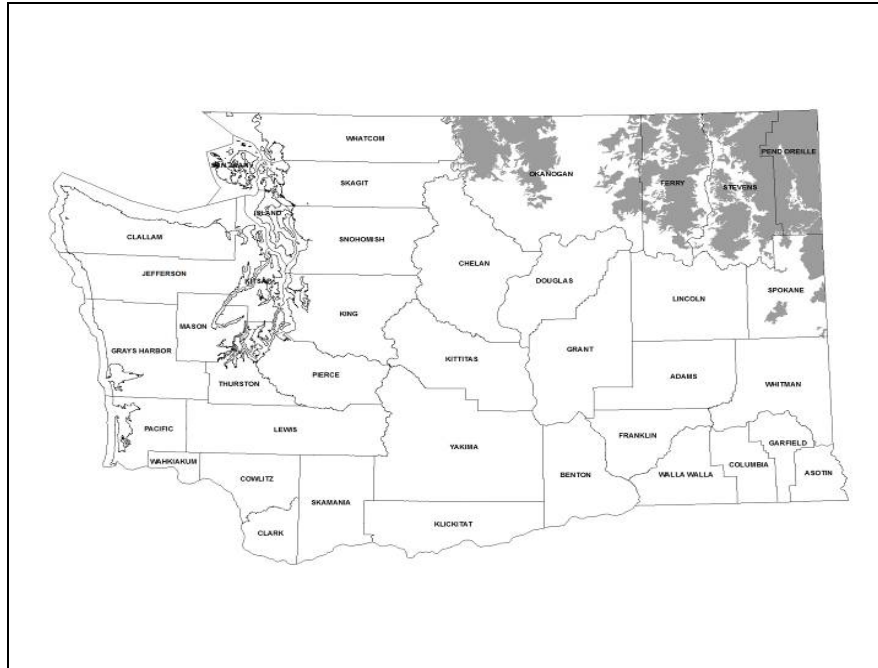 WHATCOM
SAN JUAN
SKAGIT
ISLAND
SNOHOMISH
CLALLAM
JEFFERSON
KITSAP
KING
MASON
GRAYS HARBOR
THURSTON
PIERCE
PACIFIC
LEWIS
WAHKIAKUM
COWLITZ
CLARK
SKAMANIA
OKANOGAN
FERRY
STEVENS
PEND OREILLE
CHELAN
DOUGLAS
LINCOLN
SPOKANE
KITTITAS
GRANT
ADAMS
WHITMAN
YAKIMA
FRANKLIN
BENTON
WALLA WALLA
COLUMBIA
GARFIELD
ASOTIN
KLICKITAT